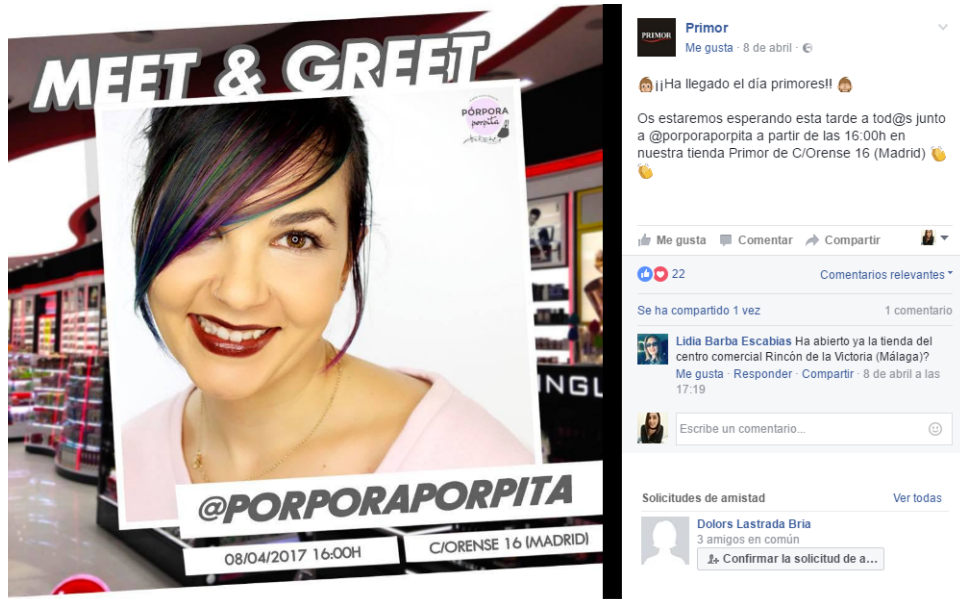 MEET & GREET
PÓRPORA
porpita
INGL
@PORPORAPORPITA
08/04/2017 16:00H
C/ORENSE 16 (MADRID)
PRIMOR
Primor
Me gusta · 8 de abril ·
¡¡Ha llegado el día primores!!
Os estaremos esperando esta tarde a tod@s junto
a @porporaporpita a partir de las 16:00h en
nuestra tienda Primor de C/Orense 16 (Madrid)
Me gusta Comentar Compartir
22 Comentarios relevantes
Se ha compartido 1 vez 1 comentario
Lidia Barba Escabias Ha abierto ya la tienda del
centro comercial Rincón de la Victoria (Málaga)?
Me gusta · Responder · Compartir · 8 de abril a las
17:19
Escribe un comentario...
Solicitudes de amistad Ver todas
Dolors Lastrada Bria
3 amigos en común
Confirmar la solicitud de a...